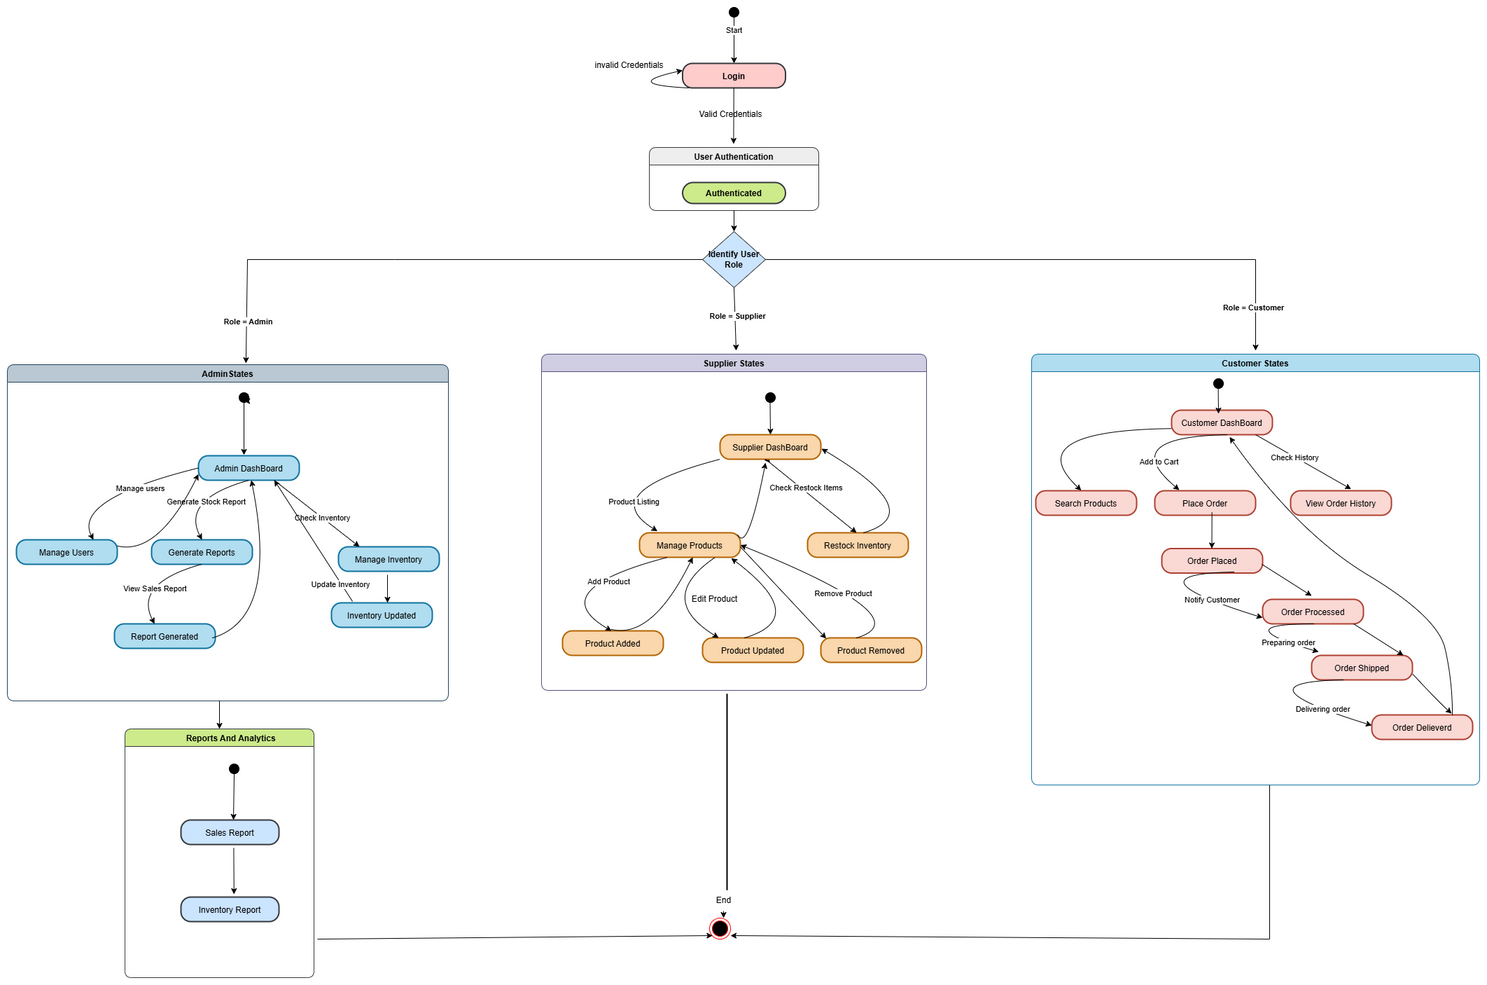 Start
invalid Credentials
Login
Valid Credentials
User Authentication
Authenticated
Identify User
Role
Role = Admin
Role = Supplier
Role = Customer
Admin States
Admin DashBoard
Manage users
Generate Stock Report
Check Inventory
Manage Users
Generate Reports
Manage Inventory
View Sales Report
Update Inventory
Inventory Updated
Report Generated
Reports And Analytics
Sales Report
Inventory Report
Supplier States
Supplier DashBoard
Product Listing
Check Restock Items
Manage Products
Restock Inventory
Add Product
Edit Product
Remove Product
Product Added
Product Updated
Product Removed
End
Customer States
Customer DashBoard
Add to Cart
Check History
Search Products
Place Order
View Order History
Order Placed
Notify Customer
Order Processed
Preparing order
Order Shipped
Delivering order
Order Delieverd